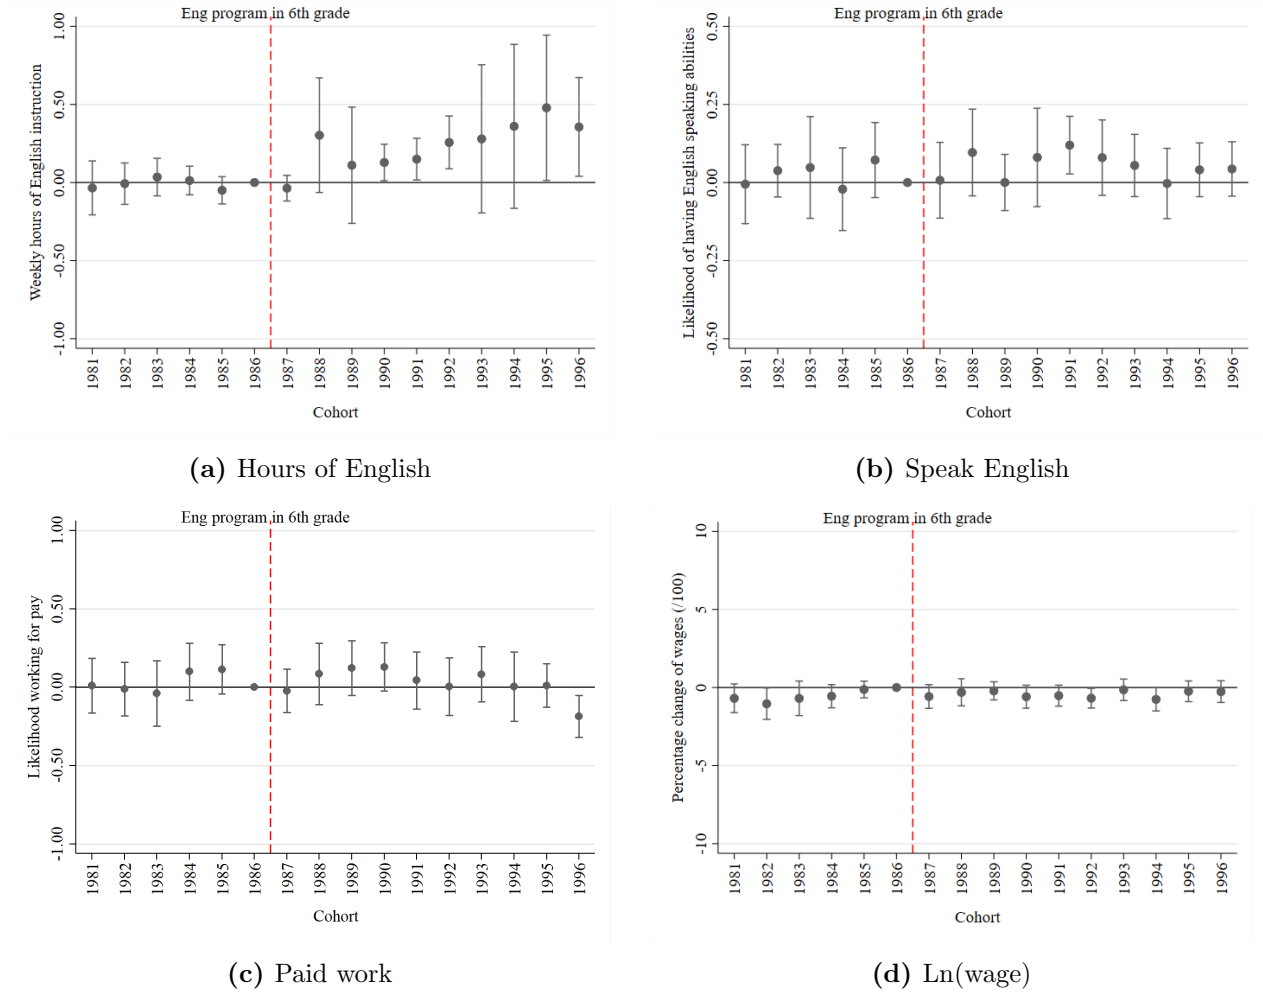 Eng program in 6th grade
Weekly hours of English instruction
1.00
0.50
0.00
-0.50
-1.00
1981 1982 1983 1984 1985 1986 1987 1988 1989 1990 1991 1992 1993 1994 1995 1996
Cohort
(a) Hours of English
Eng program in 6th grade
Likelihood of having English speaking abilities
0.50
0.25
0.00
-0.25
-0.50
1981 1982 1983 1984 1985 1986 1987 1988 1989 1990 1991 1992 1993 1994 1995 1996
Cohort
(b) Speak English
Eng program in 6th grade
Likelihood working for pay
1.00
0.50
0.00
-0.50
-1.00
1981 1982 1983 1984 1985 1986 1987 1988 1989 1990 1991 1992 1993 1994 1995 1996
Cohort
(c) Paid work
Eng program in 6th grade
Percentage change of wages (/100)
10
5
0
-5
-10
1981 1982 1983 1984 1985 1986 1987 1988 1989 1990 1991 1992 1993 1994 1995 1996
Cohort
(d) Ln(wage)